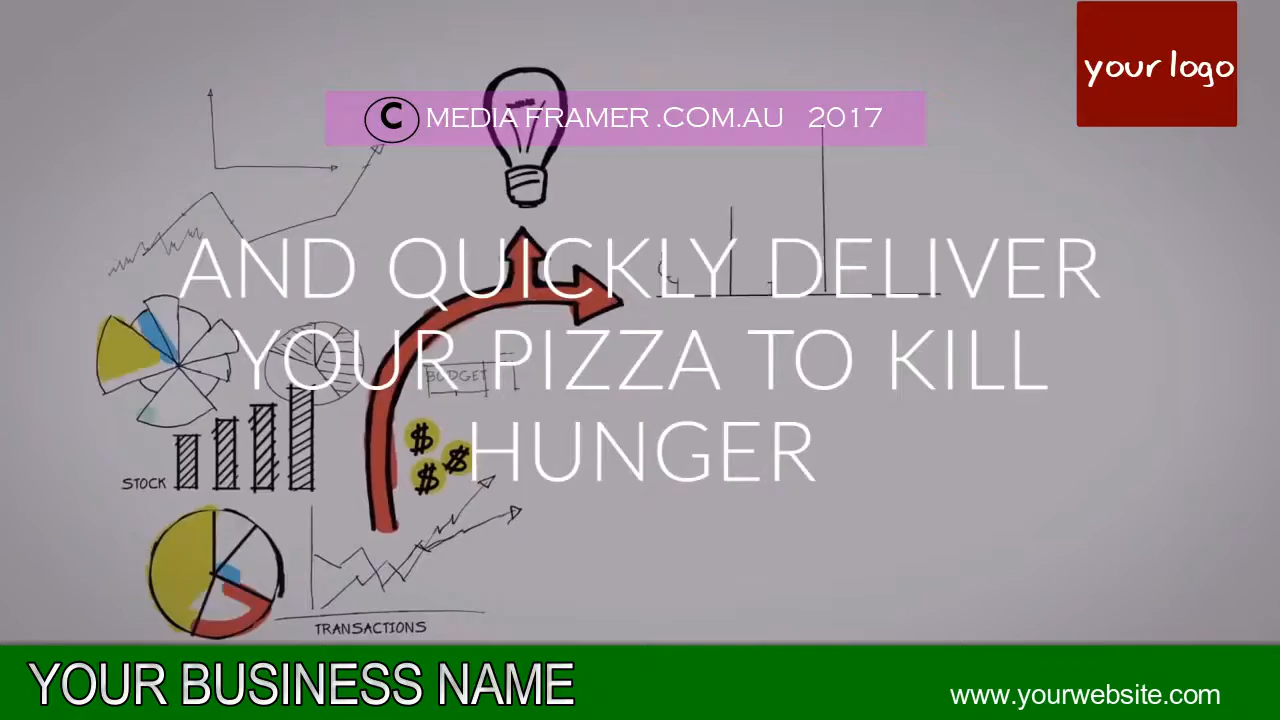 your logo
C MEDIA FRAMER .COM.AU 2017
AND QUICKLY DELIVER
YOUR PIZZA TO KILL
HUNGER
BUDGET
$
$
$
STOCK
TRANSACTIONS
YOUR BUSINESS NAME
www.yourwebsite.com